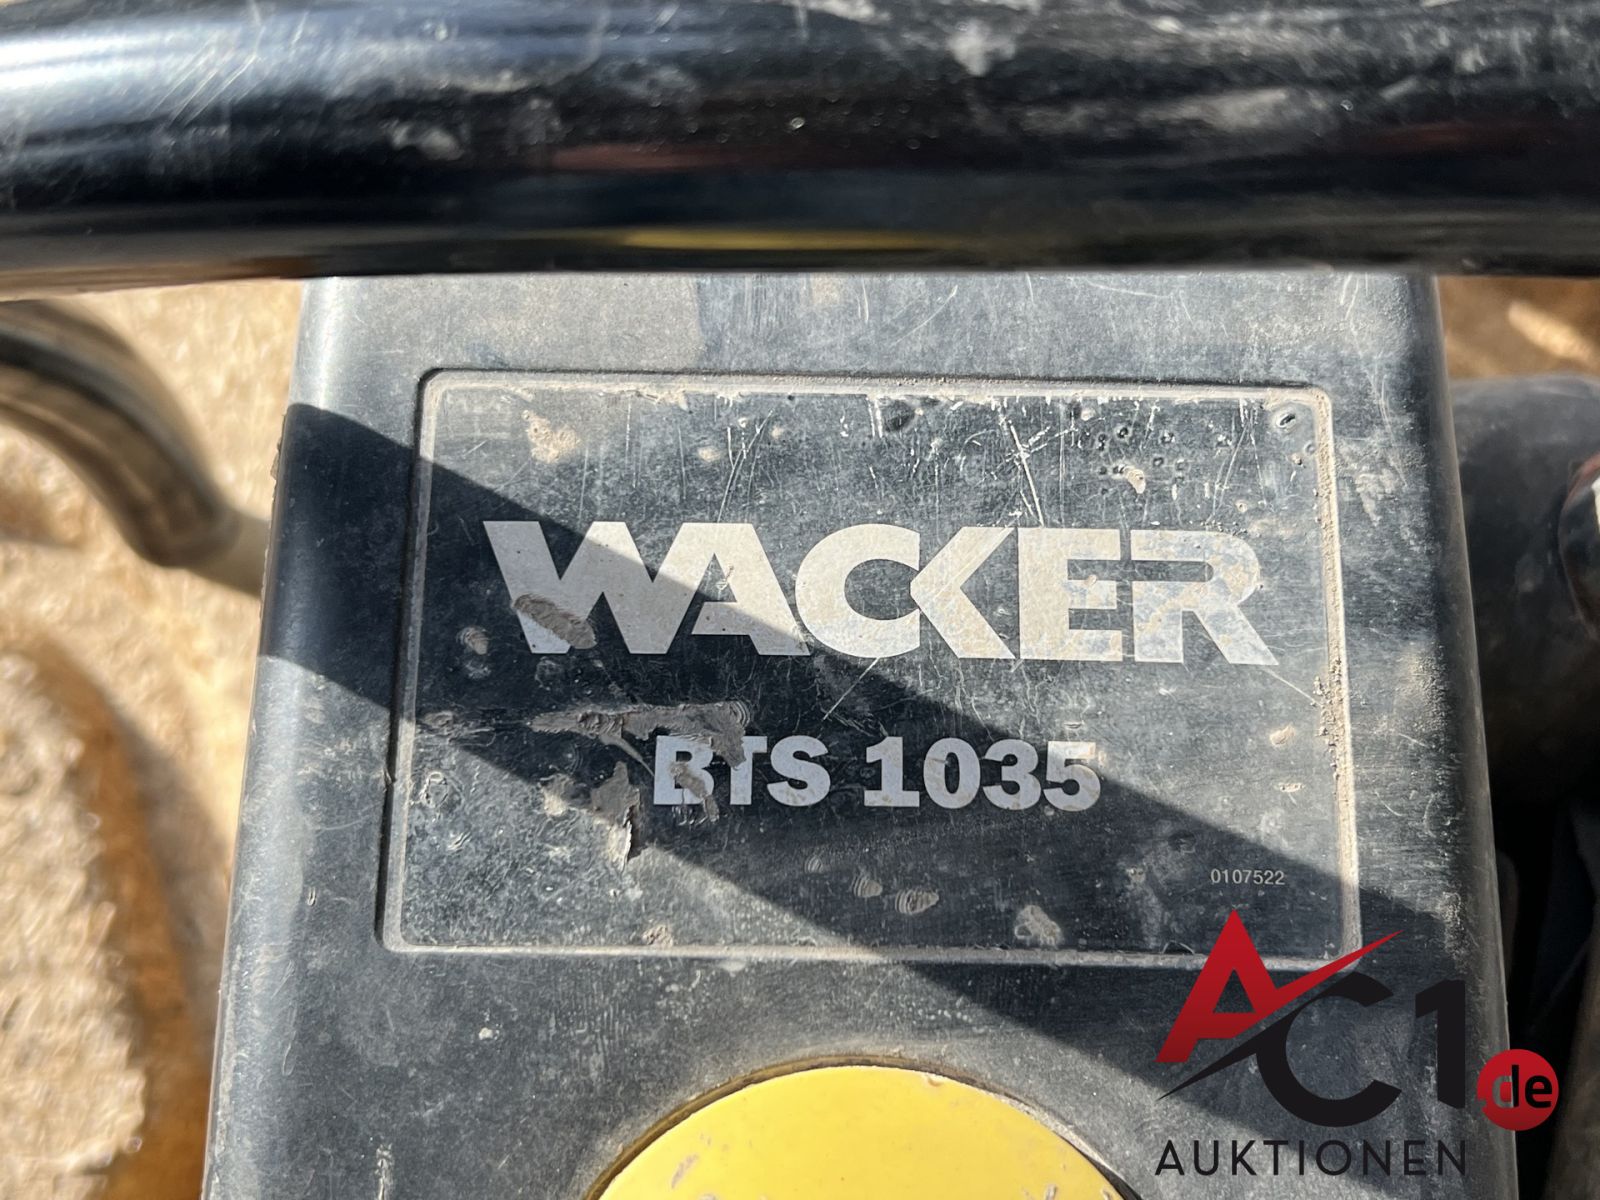 WACKER
BTS 1035
0107522
AC1.de
AUKTIONEN